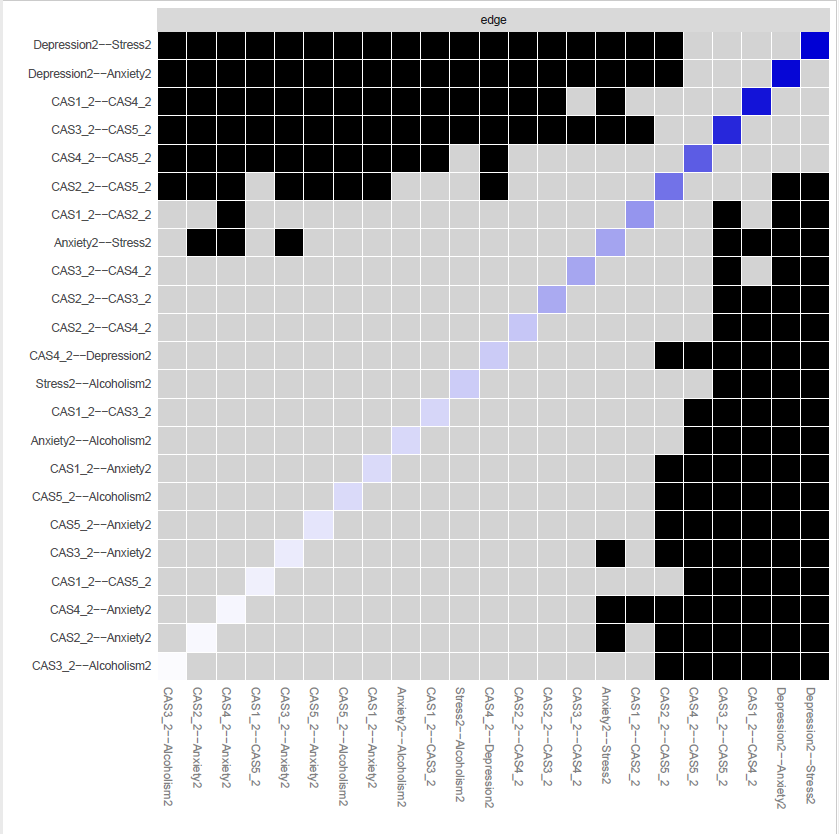 edge
Depression2--Stress2
Depression2--Anxiety2
CAS1_2--CAS4_2
CAS3_2--CAS5_2
CAS4_2--CAS5_2
CAS2_2--CAS5_2
CAS1_2--CAS2_2
Anxiety2--Stress2
CAS3_2--CAS4_2
CAS2_2--CAS3_2
CAS2_2--CAS4_2
CAS4_2--Depression2
Stress2--Alcoholism2
CAS1_2--CAS3_2
Anxiety2--Alcoholism2
CAS1_2--Anxiety2
CAS5_2--Alcoholism2
CAS5_2--Anxiety2
CAS3_2--Anxiety2
CAS1_2--CAS5_2
CAS4_2--Anxiety2
CAS2_2--Anxiety2
CAS3_2--Alcoholism2
CAS3_2--Alcoholism2
CAS2_2--Anxiety2
CAS4_2--Anxiety2
CAS1_2--CAS5_2
CAS3_2--Anxiety2
CAS5_2--Anxiety2
CAS5_2--Alcoholism2
CAS1_2--Anxiety2
Anxiety2--Alcoholism2
CAS1_2--CAS3_2
Stress2--Alcoholism2
CAS4_2--Depression2
CAS2_2--CAS4_2
CAS2_2--CAS3_2
CAS3_2--CAS4_2
Anxiety2--Stress2
CAS1_2--CAS2_2
CAS2_2--CAS5_2
CAS4_2--CAS5_2
CAS3_2--CAS5_2
CAS1_2--CAS4_2
Depression2--Anxiety2
Depression2--Stress2